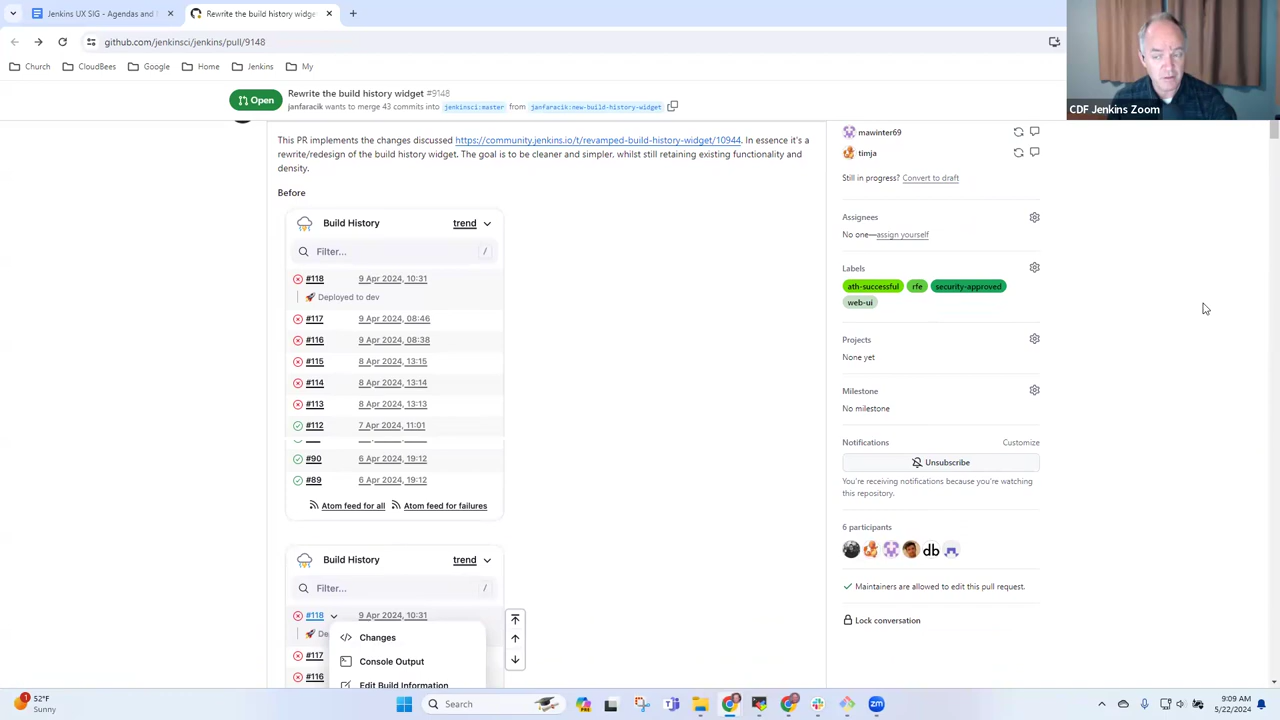 Jenkins UX SIG - Agendas and
Rewrite the build history widge
github.com/jenkinsci/jenkins/pull/9148
Church
CloudBees
Google
Home
Jenkins
My
CDF Jenkins Zoom
Open
Rewrite the build history widget #9148
janfaracik wants to merge 43 commits into jenkinsci:master from janfaracik:new-build-history-widget
This PR implements the changes discussed https://community.jenkins.io/t/revamped-build-history-widget/10944. In essence it's a
rewrite/redesign of the build history widget. The goal is to be cleaner and simpler, whilst still retaining existing functionality and
density.
Before
Build History
trend
Filter...
/
#118 9 Apr 2024, 10:31
🚀 Deployed to dev
#117 9 Apr 2024, 08:46
#116 9 Apr 2024, 08:38
#115 8 Apr 2024, 13:15
#114 8 Apr 2024, 13:14
#113 8 Apr 2024, 13:13
#112 7 Apr 2024, 11:01
#90 6 Apr 2024, 19:12
#89 6 Apr 2024, 19:12
Atom feed for all
Atom feed for failures
Build History
trend
Filter...
/
#118 9 Apr 2024, 10:31
De
Changes
#117
Console Output
#116
Edit Build Information
mawinter69
timja
Still in progress? Convert to draft
Assignees
No one—assign yourself
Labels
ath-successful
rfe
security-approved
web-ui
Projects
None yet
Milestone
No milestone
Notifications
Customize
Unsubscribe
You're receiving notifications because you're watching
this repository.
6 participants
db
Maintainers are allowed to edit this pull request.
Lock conversation
1
52°F
Sunny
Search
zm
9:09 AM
5/22/2024